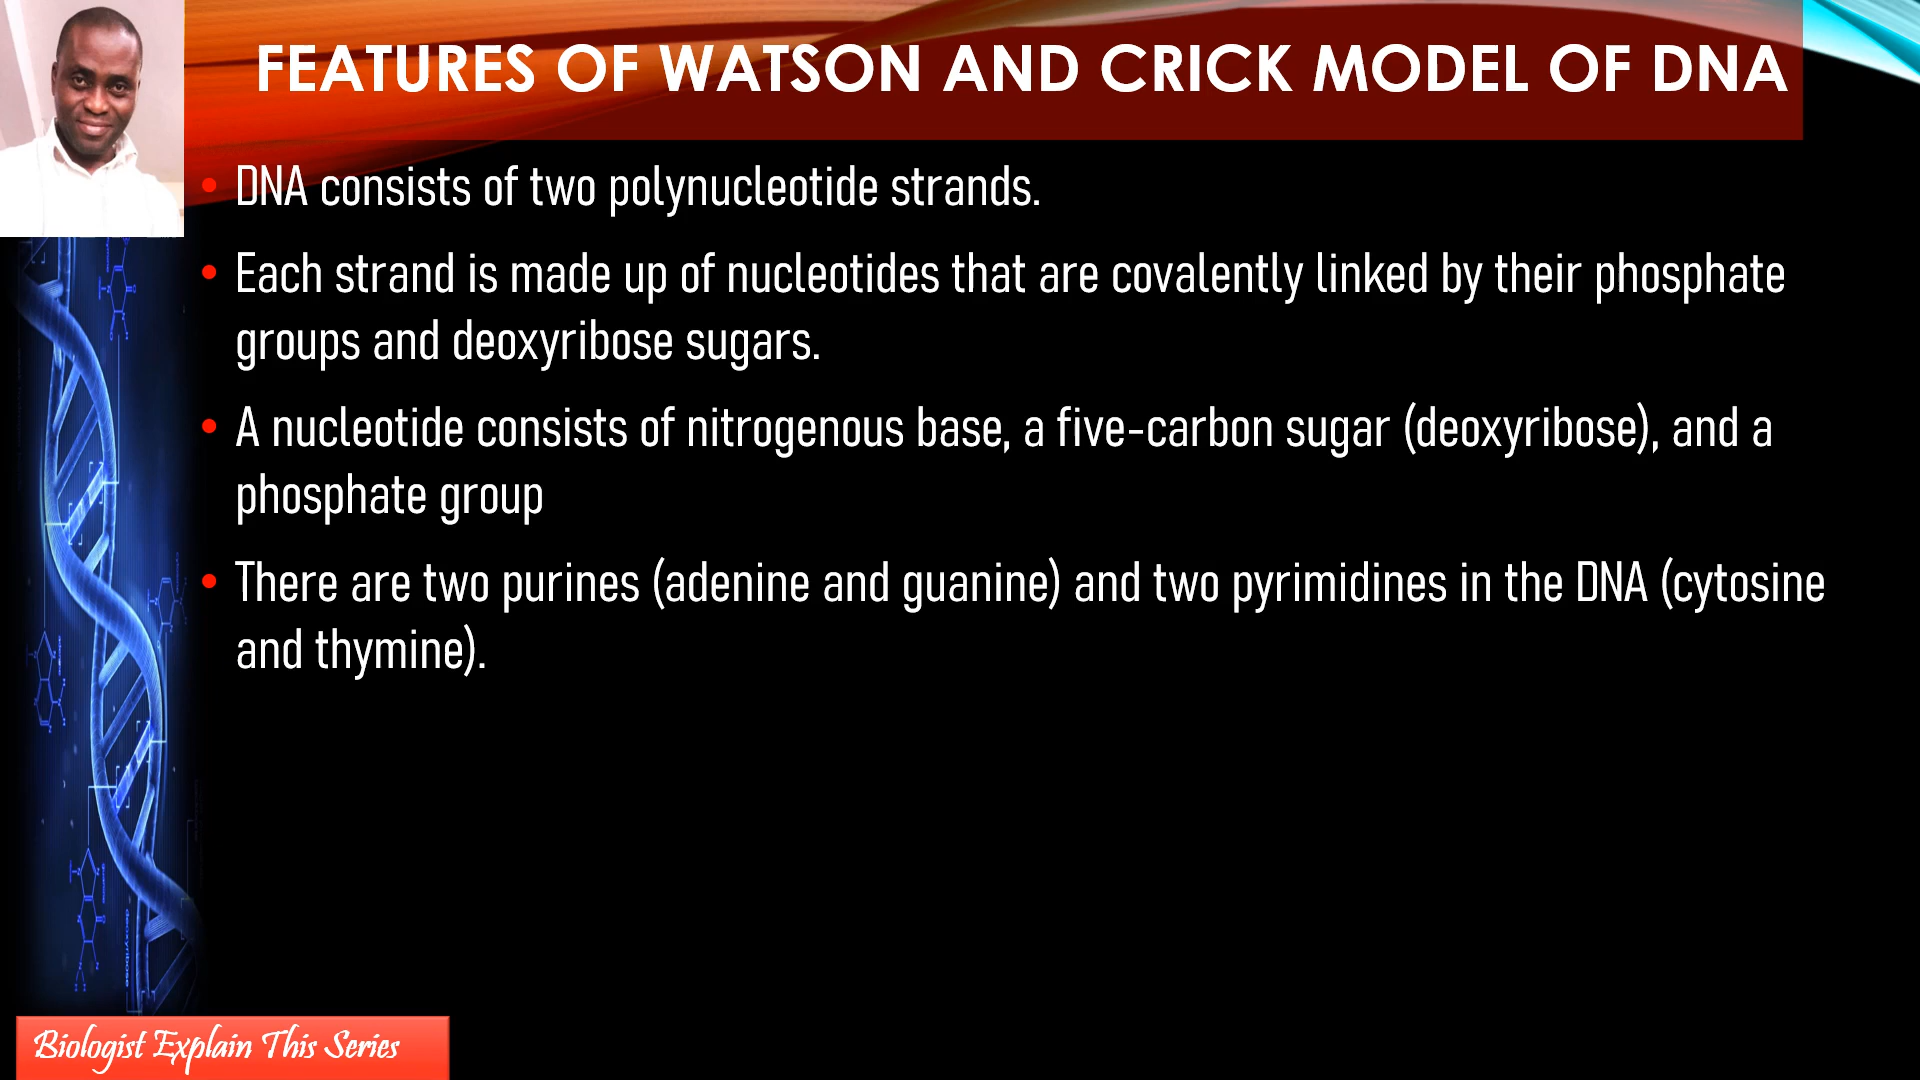 FEATURES OF WATSON AND CRICK MODEL OF DNA
• DNA consists of two polynucleotide strands.
• Each strand is made up of nucleotides that are covalently linked by their phosphate
groups and deoxyribose sugars.
• A nucleotide consists of nitrogenous base, a five-carbon sugar (deoxyribose), and a
phosphate group
• There are two purines (adenine and guanine) and two pyrimidines in the DNA (cytosine
and thymine).
deoxyribose
Biologist Explain This Series